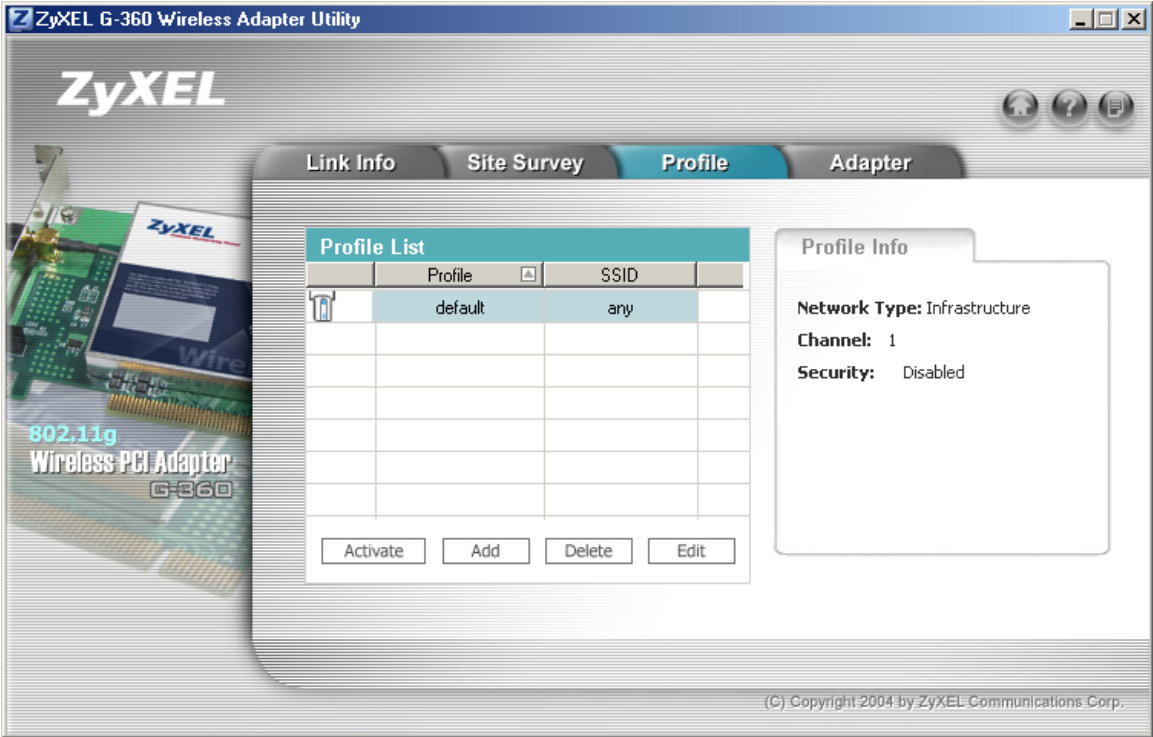 ZyXEL G-360 Wireless Adapter Utility
ZyXEL
Link Info
Site Survey
Profile
Adapter
ZyXEL
Wire
802.11g
Wireless PCI Adapter
G-360
Profile List
Profile SSID
default any
Activate Add Delete Edit
Profile Info
Network Type: Infrastructure
Channel: 1
Security: Disabled
(C) Copyright 2004 by ZyXEL Communications Corp.